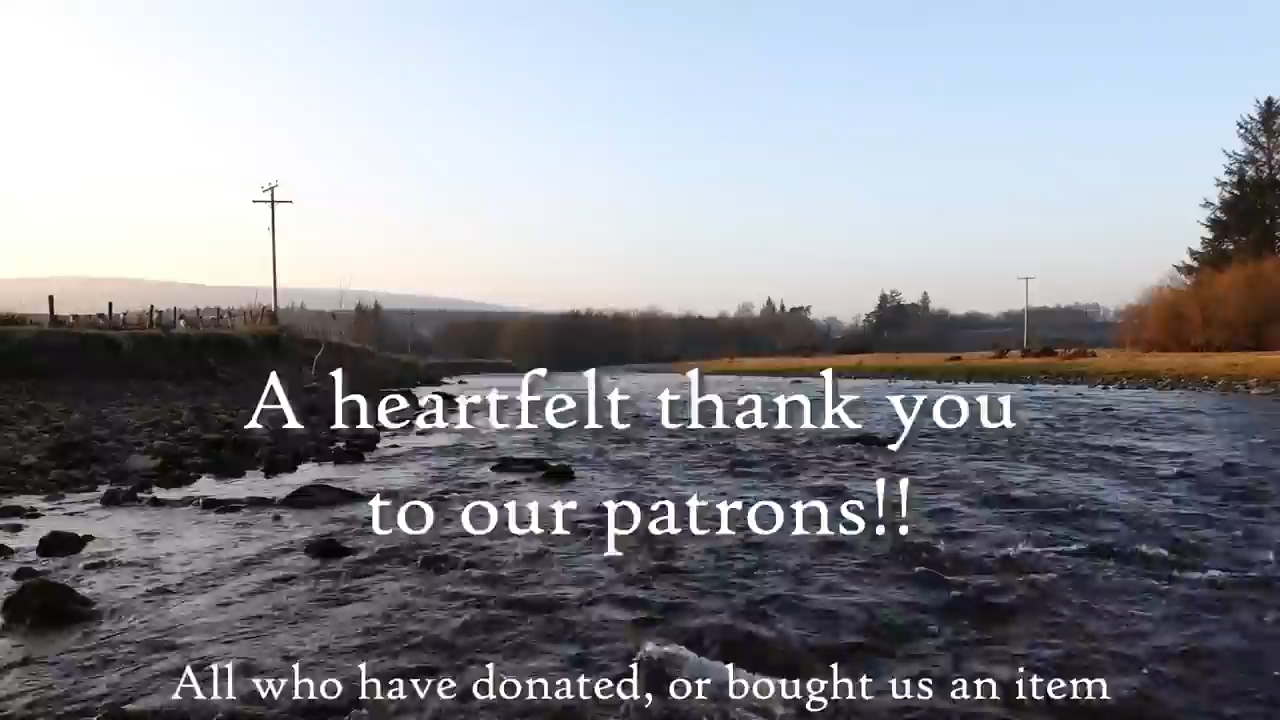 A heartfelt thank you
to our patrons!!
All who have donated, or bought us an item